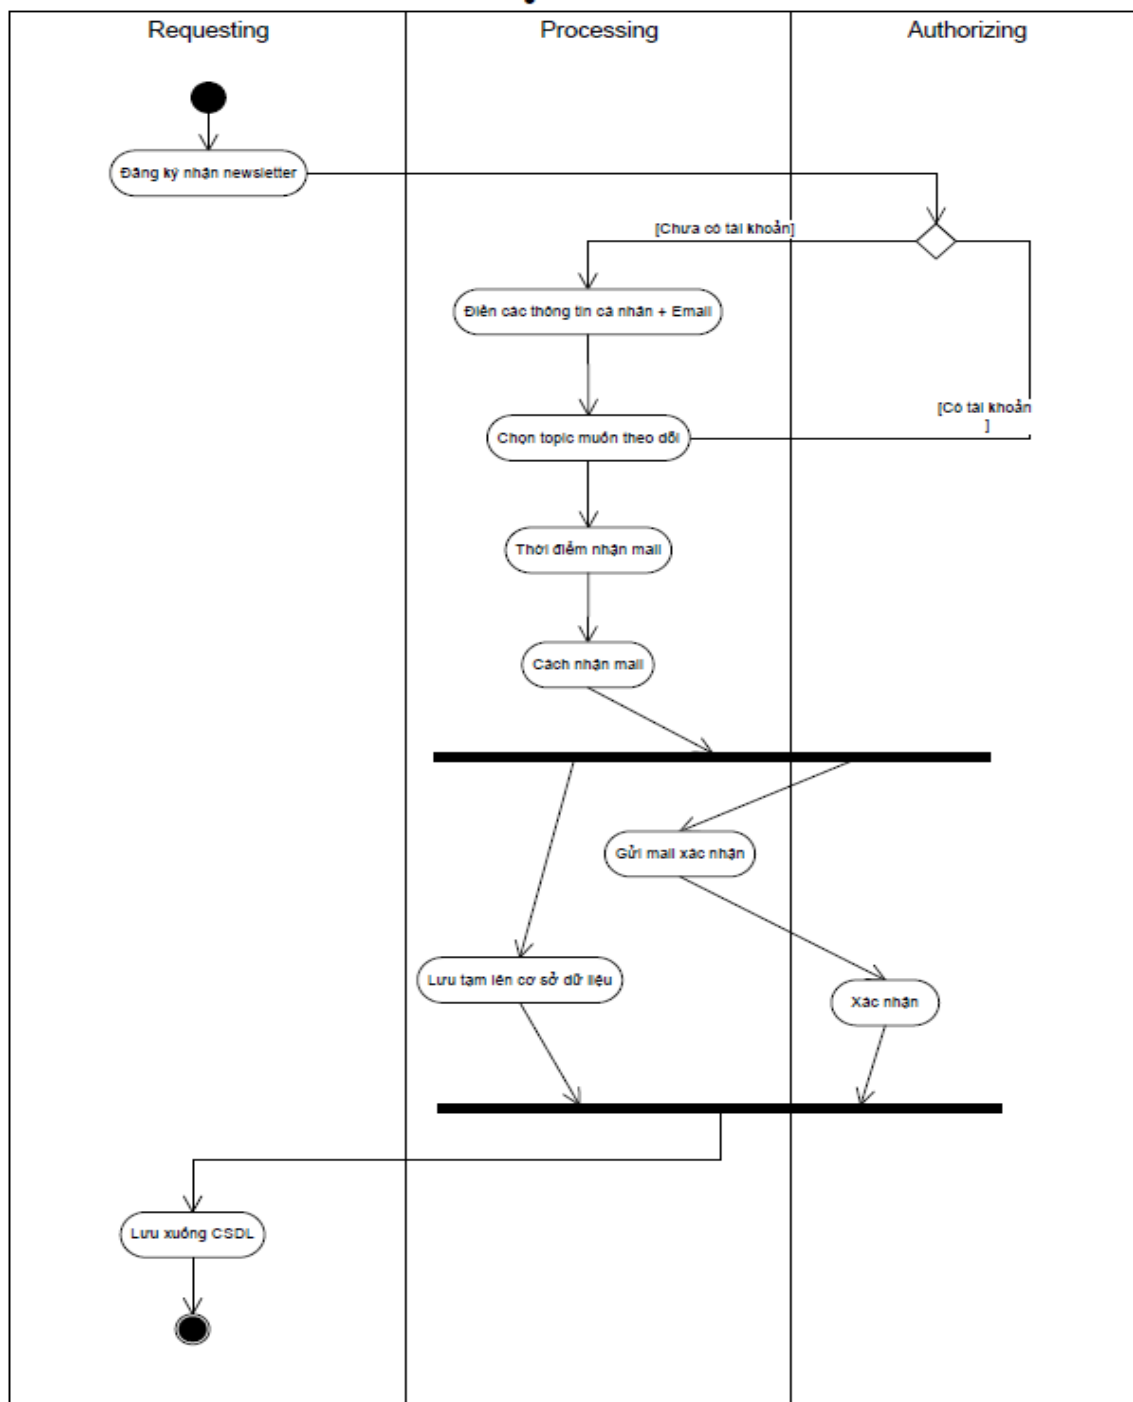 Requesting
Processing
Authorizing
Đăng ký nhận newsletter
[Chưa có tài khoản]
Điền các thông tin cá nhân + Email
[Có tài khoản
]
Chọn topic muốn theo dõi
Thời điểm nhận mail
Cách nhận mail
Gửi mail xác nhận
Lưu tạm lên cơ sở dữ liệu
Xác nhận
Lưu xuống CSDL